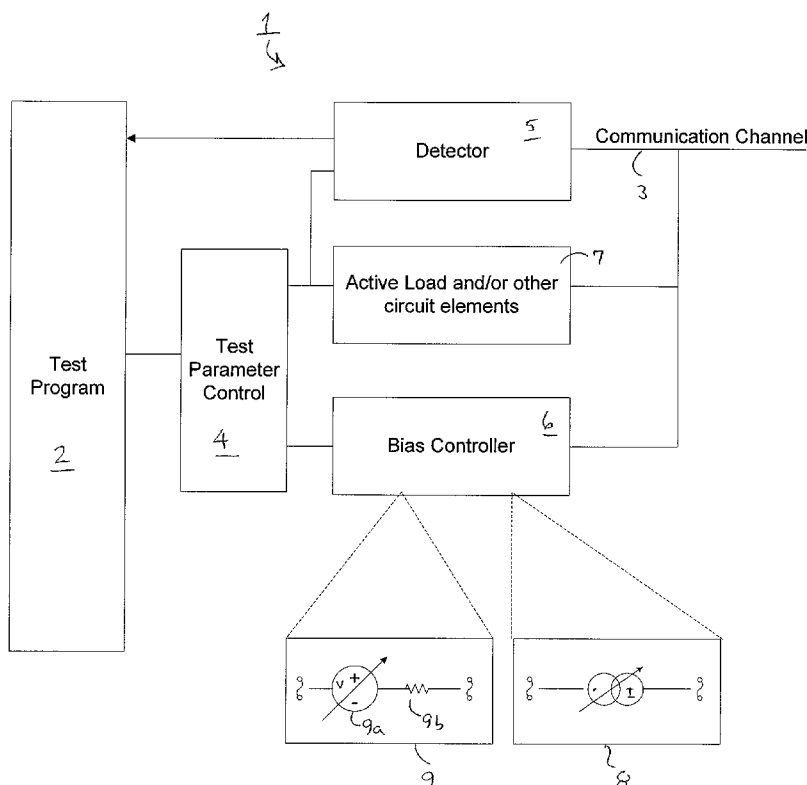 1
Detector
5
Communication Channel
3
Active Load and/or other
circuit elements
7
Test
Program
2
Test
Parameter
Control
4
Bias Controller
6
V + -
9a
9b
I
9
8